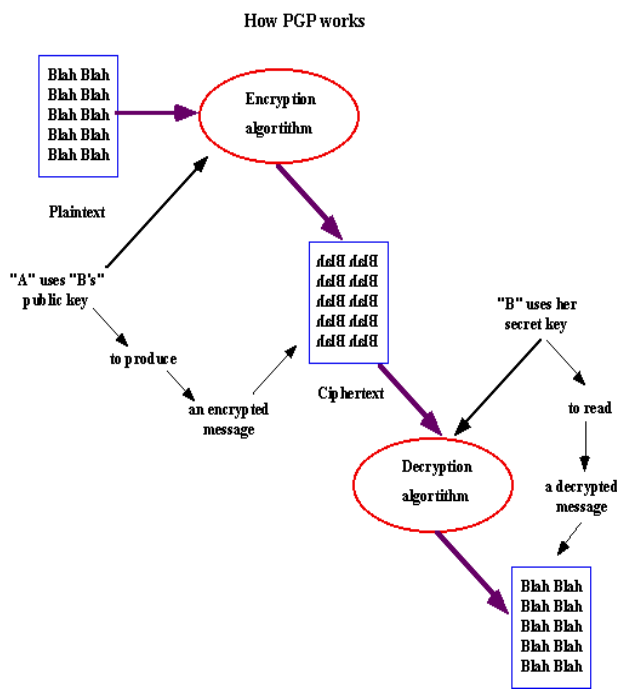 How PGP works
Blah Blah
Blah Blah
Blah Blah
Blah Blah
Blah Blah
Encryption
algortithm
Plaintext
"A" uses "B's"
public key
to produce
an encrypted
message
Blah Blah
Blah Blah
Blah Blah
Blah Blah
Blah Blah
Ciphertext
"B" uses her
secret key
to read
a decrypted
message
Decryption
algortithm
Blah Blah
Blah Blah
Blah Blah
Blah Blah
Blah Blah